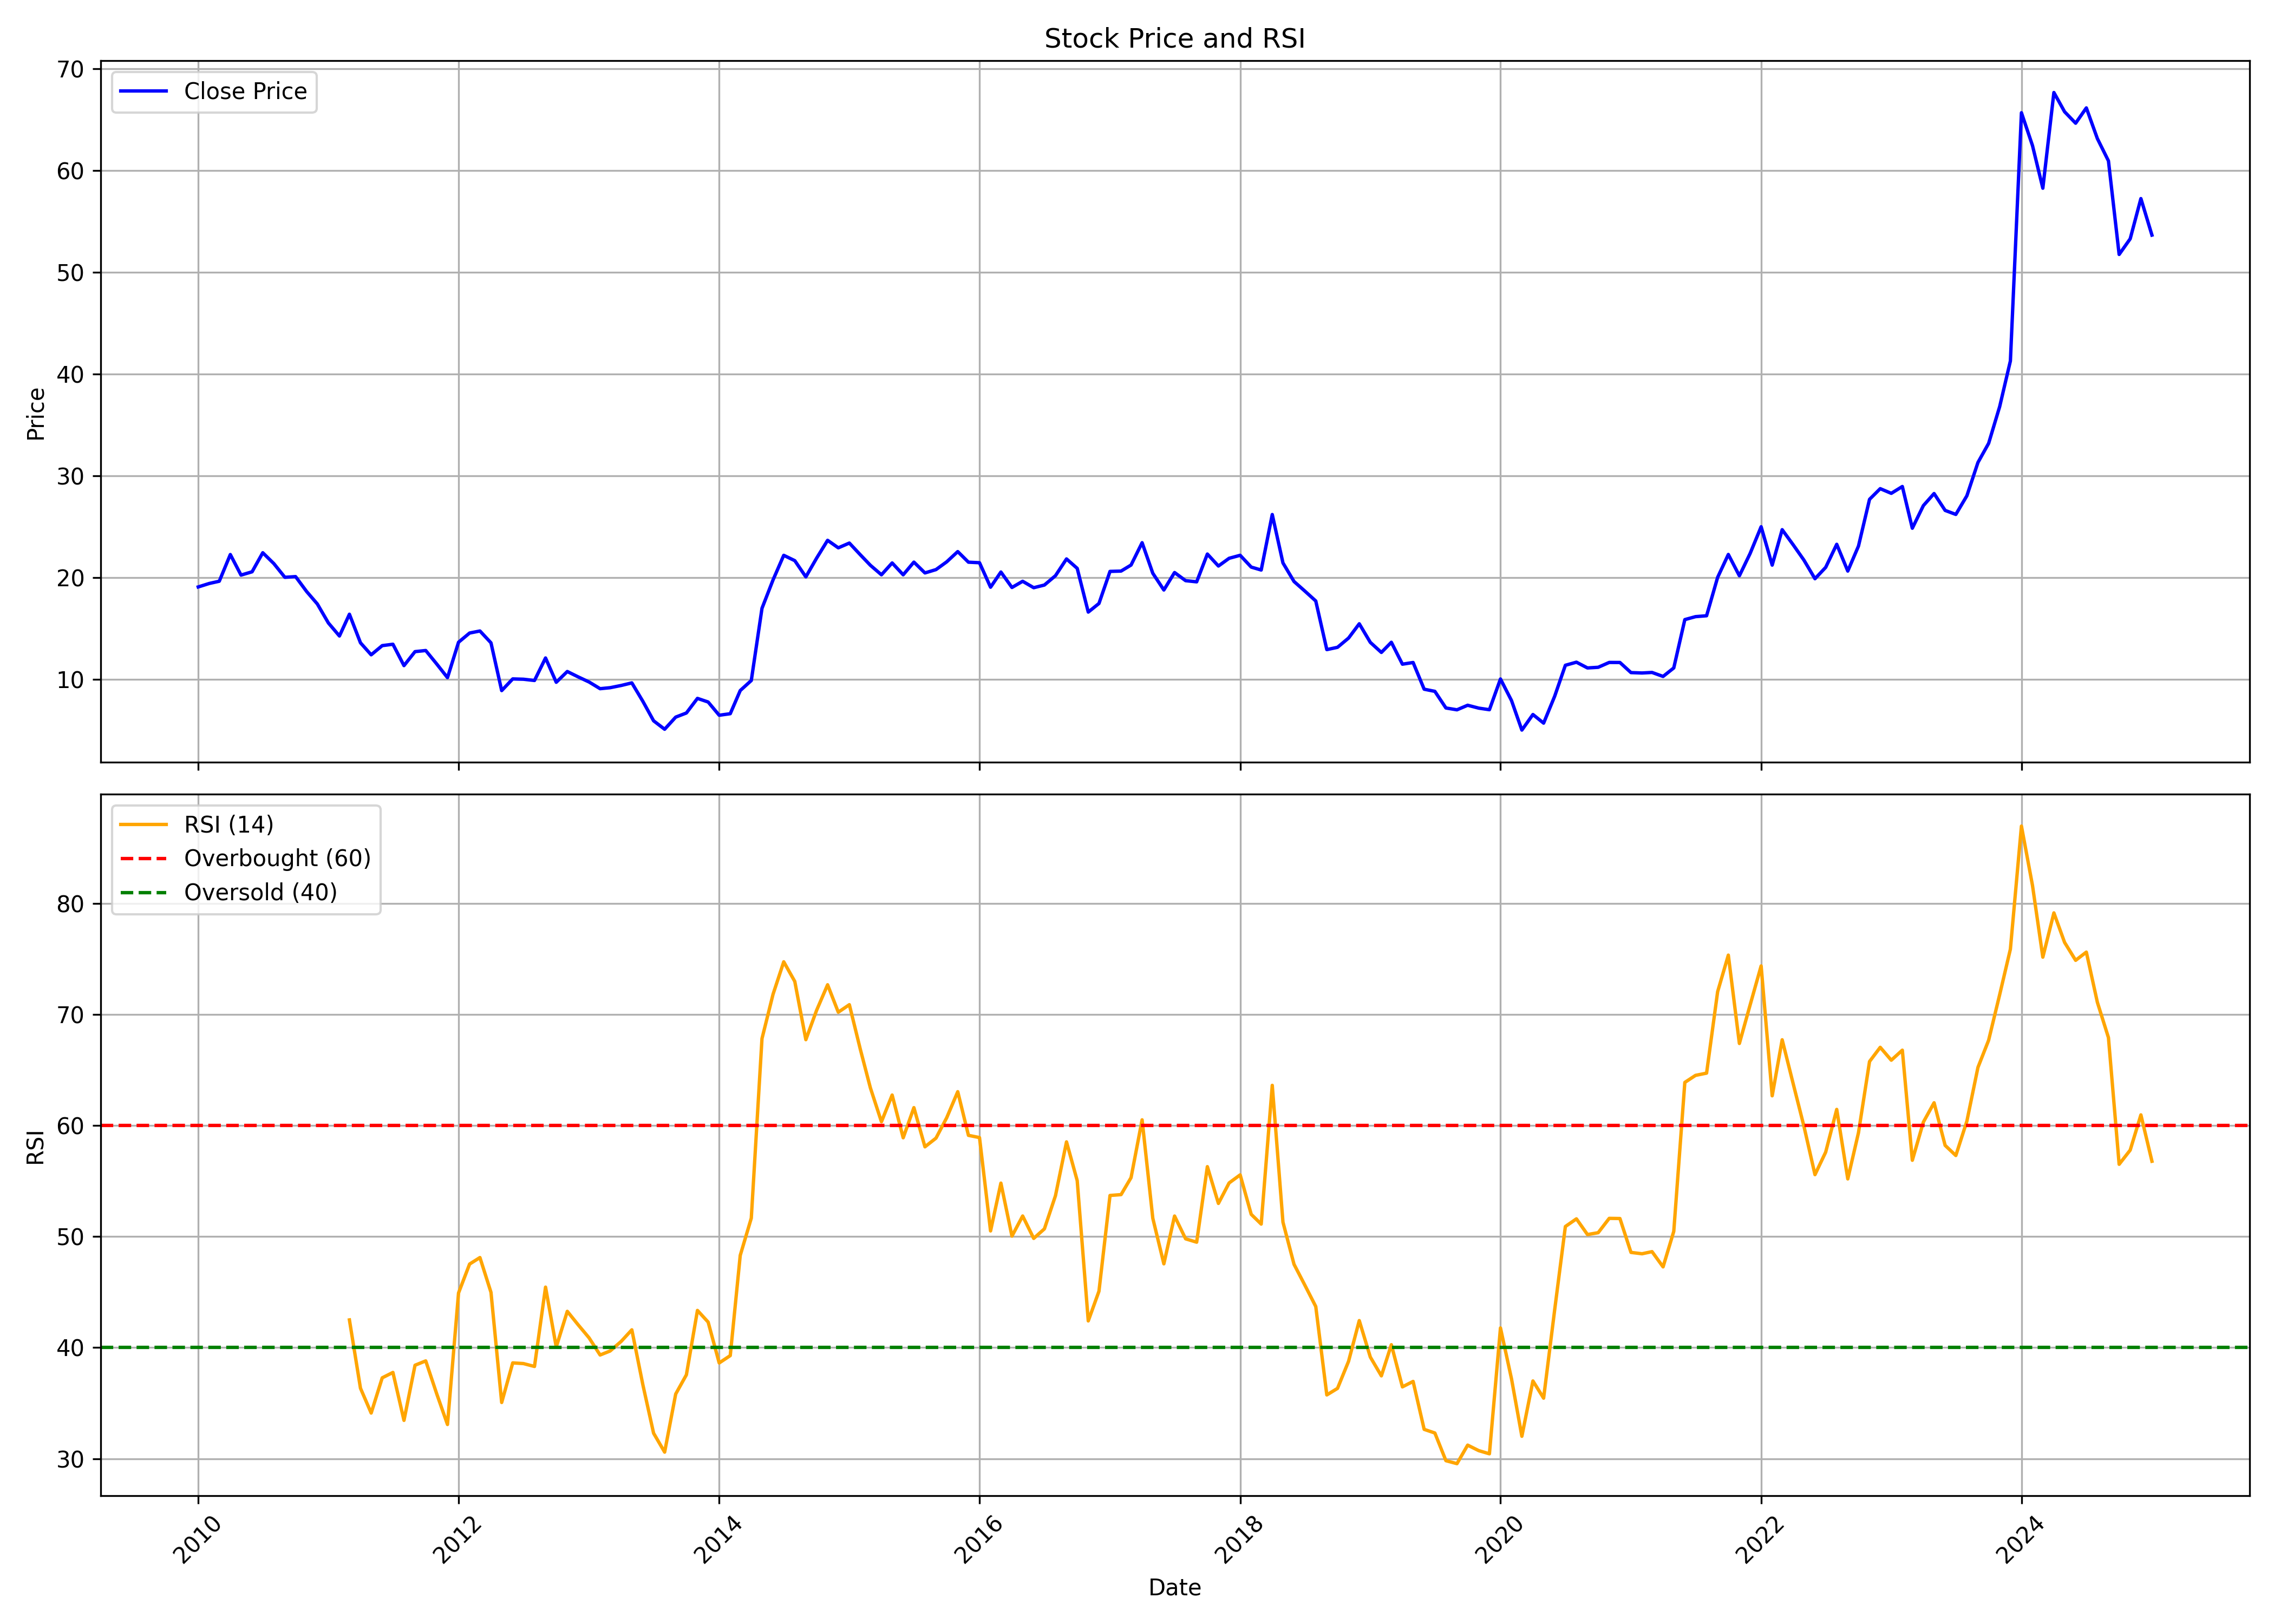 Stock Price and RSI
Close Price
70
60
50
40
30
20
10
Price
RSI (14)
Overbought (60)
Oversold (40)
80
70
60
50
40
30
RSI
2010 2012 2014 2016 2018 2020 2022 2024
Date